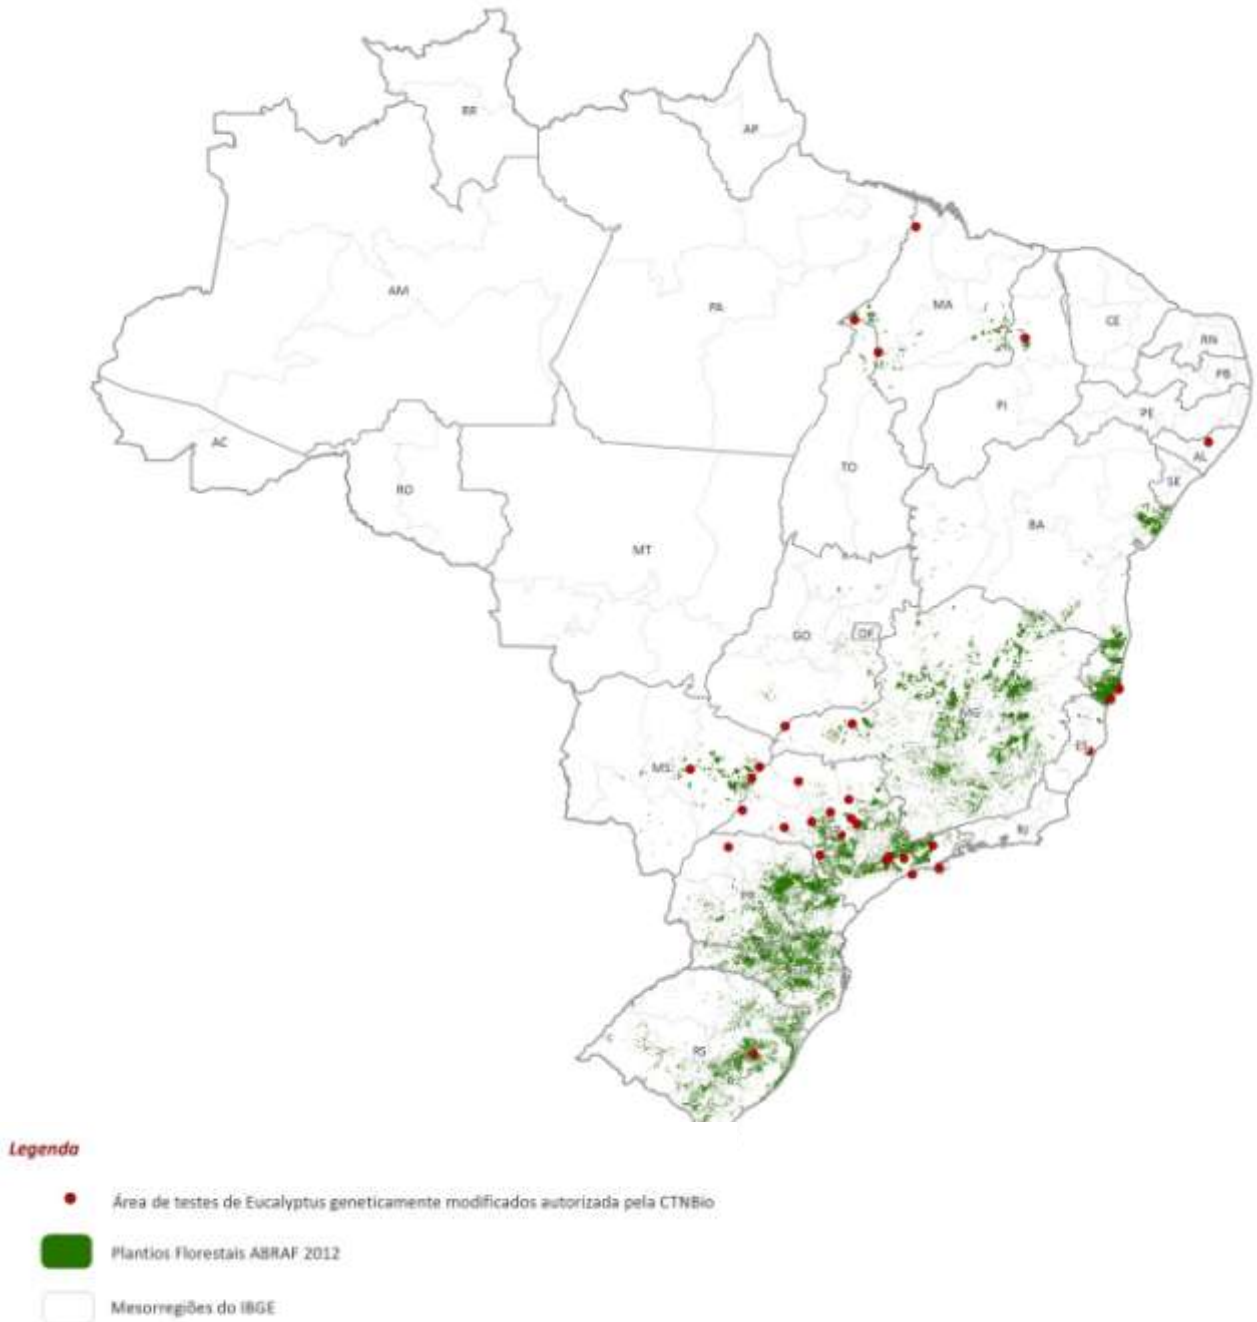 RR
AP
AM
PA
MA
CE
RN
PB
PI
PE
AC
AL
TO
SE
RO
BA
MT
GO
DF
MG
ES
MS
RJ
PR
RS
Legenda
Área de testes de Eucalyptus geneticamente modificados autorizada pela CTNBio
Plantios Florestais ABRAF 2012
Mesorregiões do IBGE